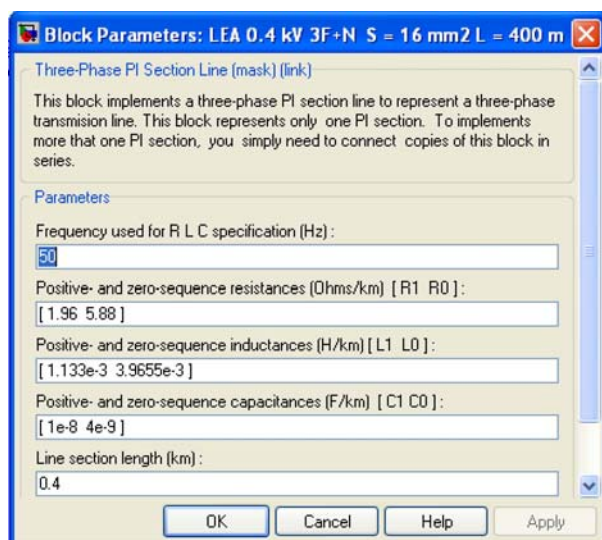 Block Parameters: LEA 0.4 kV 3F+N S = 16 mm2 L = 400 m
Three-Phase PI Section Line (mask) (link)
This block implements a three-phase PI section line to represent a three-phase
transmision line. This block represents only one PI section. To implements
more that one PI section, you simply need to connect copies of this block in
series.
Parameters
Frequency used for R L C specification (Hz) :
50
Positive- and zero-sequence resistances (Ohms/km) [ R1 R0 ] :
[ 1.96 5.88 ]
Positive- and zero-sequence inductances (H/km) [ L1 L0 ] :
[ 1.133e-3 3.9655e-3 ]
Positive- and zero-sequence capacitances (F/km) [ C1 C0 ] :
[ 1e-8 4e-9 ]
Line section length (km) :
0.4
OK Cancel Help Apply